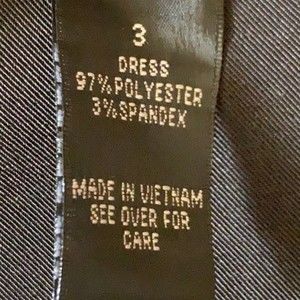 3
DRESS
97%POLYESTER
3%SPANDEX
MADE IN VIETNAM
SEE OVER FOR
CARE